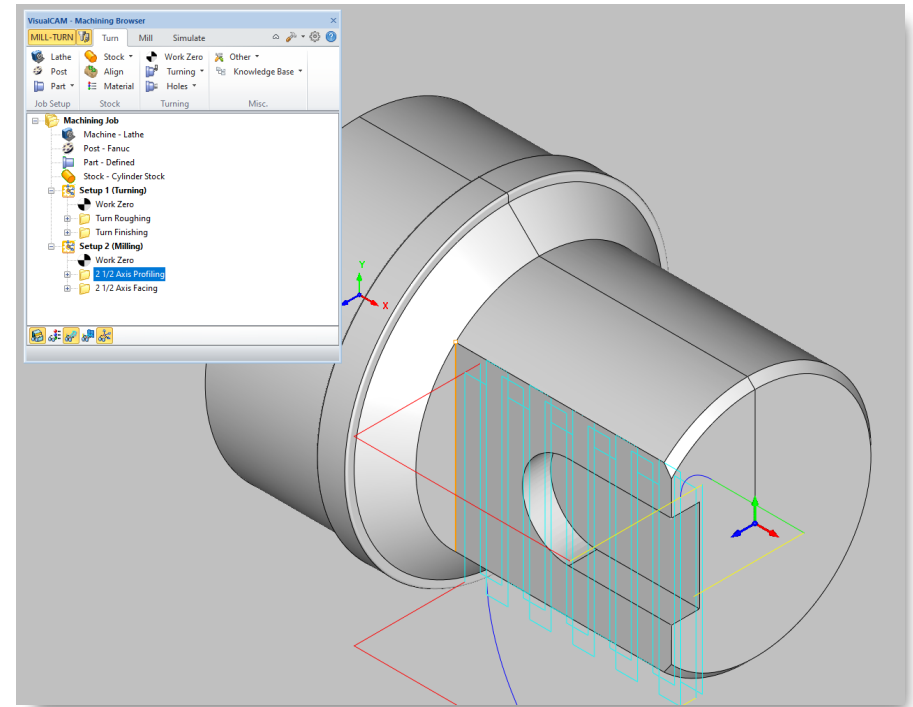 VisualCAM - Machining Browser
MILL-TURN Turn Mill Simulate
Lathe Stock Work Zero Other
Post Align Turning Knowledge Base
Part Material Holes
Job Setup Stock Turning Misc.
Machining Job
Machine - Lathe
Post - Fanuc
Part - Defined
Stock - Cylinder Stock
Setup 1 (Turning)
Work Zero
Turn Roughing
Turn Finishing
Setup 2 (Milling)
Work Zero
2 1/2 Axis Profiling
2 1/2 Axis Facing
Y
X